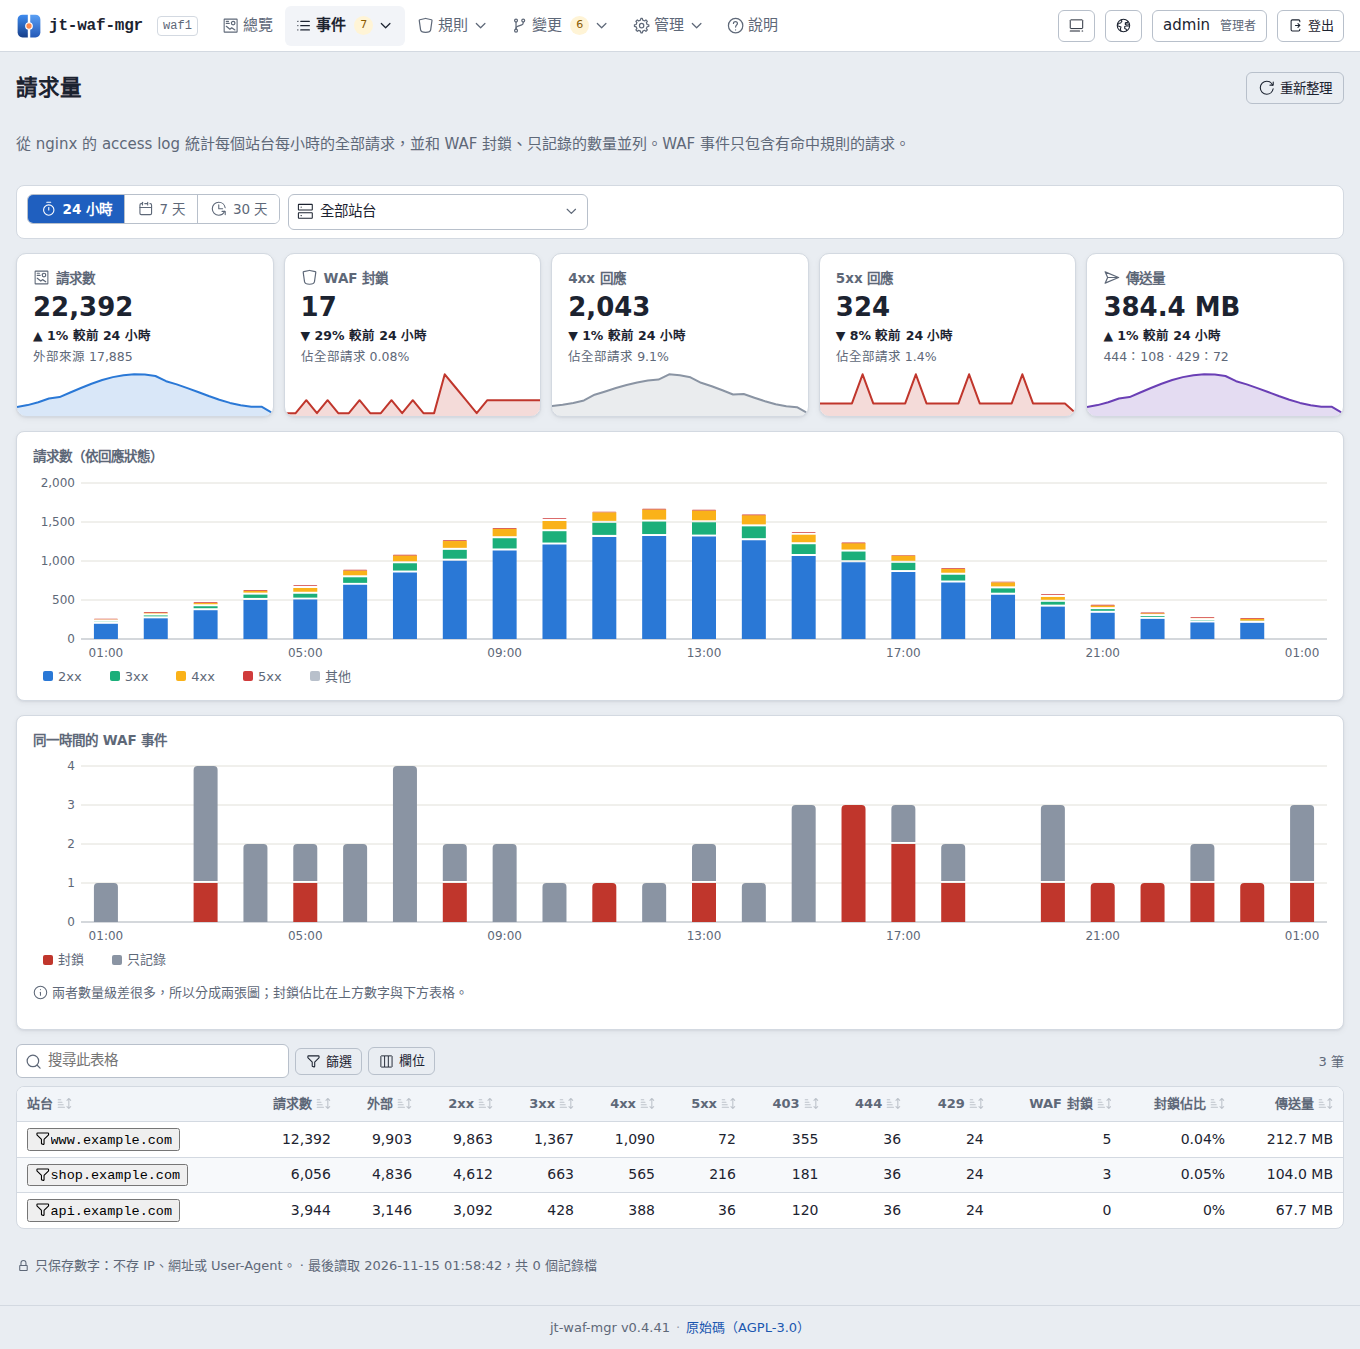 jt-waf-mgr waf1 總覽 事件 7 規則 變更 6 管理 說明 admin 管理者 登出
請求量 重新整理
從 nginx 的 access log 統計每個站台每小時的全部請求，並和 WAF 封鎖、只記錄的數量並列。WAF 事件只包含有命中規則的請求。
24 小時 7 天 30 天 全部站台
請求數 WAF 封鎖 4xx 回應 5xx 回應 傳送量
22,392 17 2,043 324 384.4 MB
▲ 1% 較前 24 小時 ▼ 29% 較前 24 小時 ▼ 1% 較前 24 小時 ▼ 8% 較前 24 小時 ▲ 1% 較前 24 小時
外部來源 17,885 佔全部請求 0.08% 佔全部請求 9.1% 佔全部請求 1.4% 444：108 · 429：72
請求數（依回應狀態）
2,000
1,500
1,000
500
0
01:00 05:00 09:00 13:00 17:00 21:00 01:00
2xx 3xx 4xx 5xx 其他
同一時間的 WAF 事件
4
3
2
1
0
01:00 05:00 09:00 13:00 17:00 21:00 01:00
封鎖 只記錄
兩者數量級差很多，所以分成兩張圖；封鎖佔比在上方數字與下方表格。
搜尋此表格 篩選 欄位 3 筆
站台 請求數 外部 2xx 3xx 4xx 5xx 403 444 429 WAF 封鎖 封鎖佔比 傳送量
www.example.com 12,392 9,903 9,863 1,367 1,090 72 355 36 24 5 0.04% 212.7 MB
shop.example.com 6,056 4,836 4,612 663 565 216 181 36 24 3 0.05% 104.0 MB
api.example.com 3,944 3,146 3,092 428 388 36 120 36 24 0 0% 67.7 MB
只保存數字：不存 IP、網址或 User-Agent。 · 最後讀取 2026-11-15 01:58:42，共 0 個記錄檔
jt-waf-mgr v0.4.41 · 原始碼（AGPL-3.0）